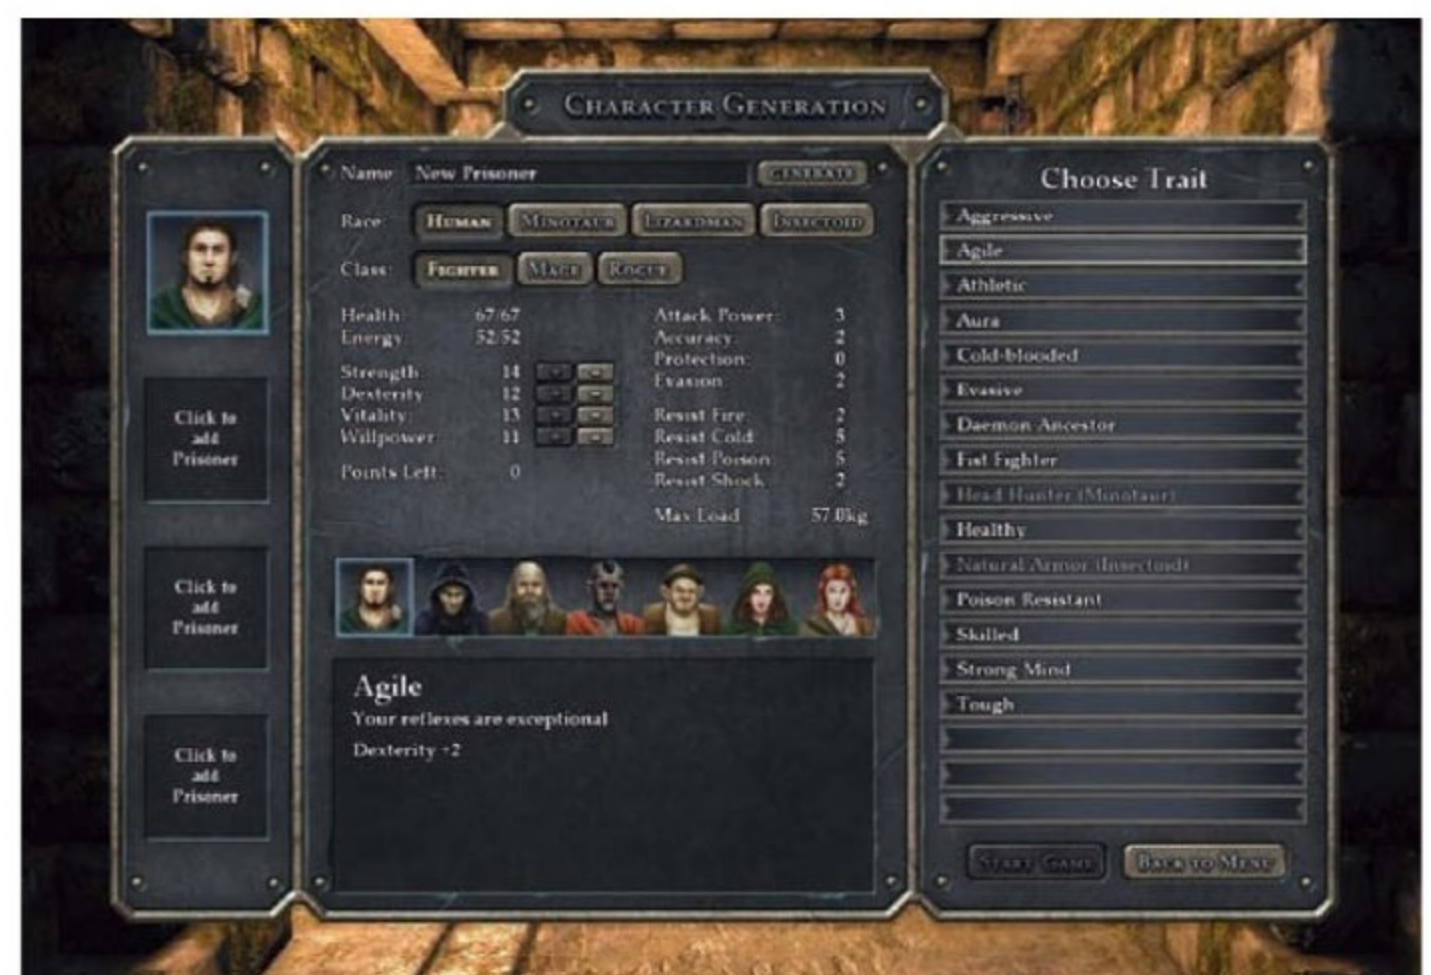 CHARACTER GENERATION
Click to
add
Prisoner
Click to
add
Prisoner
Click to
add
Prisoner
Name: New Prisoner GENERATE
Race: HUMAN MINOTAUR LIZARDMAN INSECTOID
Class: FIGHTER MAGE ROGUE
Health: 67/67
Energy: 52/52
Strength: 14
Dexterity: 12
Vitality: 13
Willpower: 11
Points Left: 0
Attack Power: 3
Accuracy: 2
Protection: 0
Evasion: 2
Resist Fire: 2
Resist Cold: 5
Resist Poison: 5
Resist Shock: 2
Max Load 57.0kg
Agile
Your reflexes are exceptional
Dexterity +2
Choose Trait
Aggressive
Agile
Athletic
Aura
Cold-blooded
Evasive
Daemon Ancestor
Fist Fighter
Head Hunter (Minotaur)
Healthy
Natural Armor (Insectoid)
Poison Resistant
Skilled
Strong Mind
Tough
START GAME BACK TO MENU